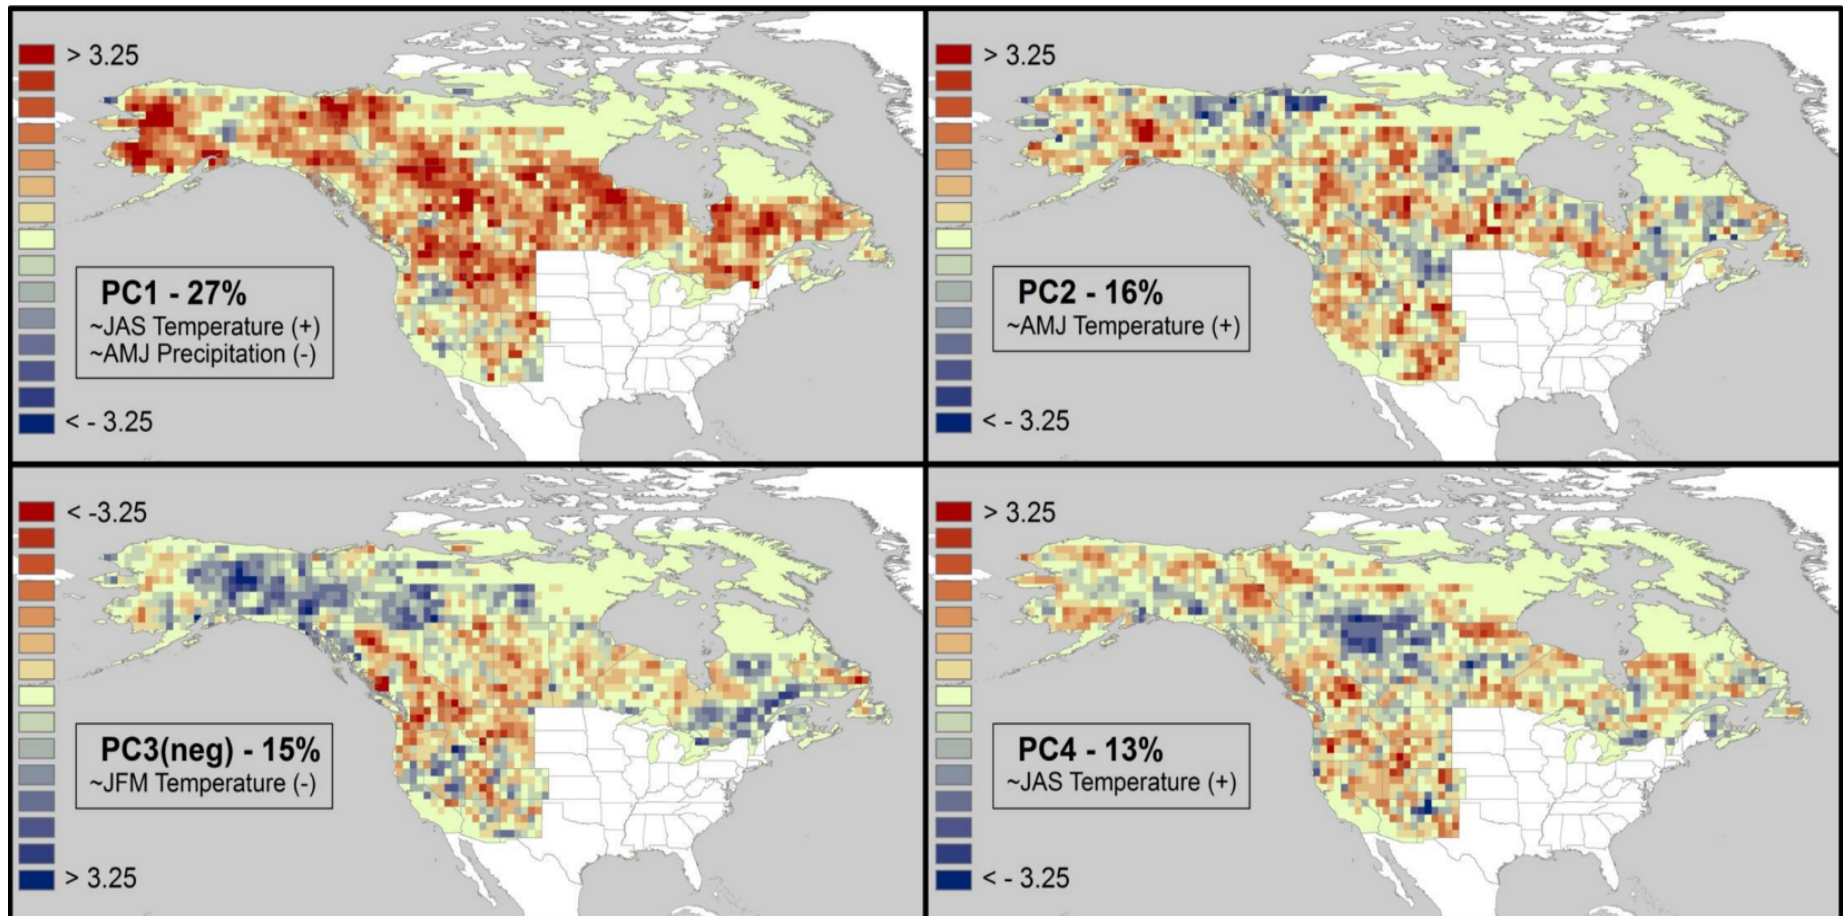 > 3.25
PC1 - 27%
~JAS Temperature (+)
~AMJ Precipitation (-)
< - 3.25
> 3.25
PC2 - 16%
~AMJ Temperature (+)
< - 3.25
< -3.25
PC3(neg) - 15%
~JFM Temperature (-)
> 3.25
> 3.25
PC4 - 13%
~JAS Temperature (+)
< - 3.25